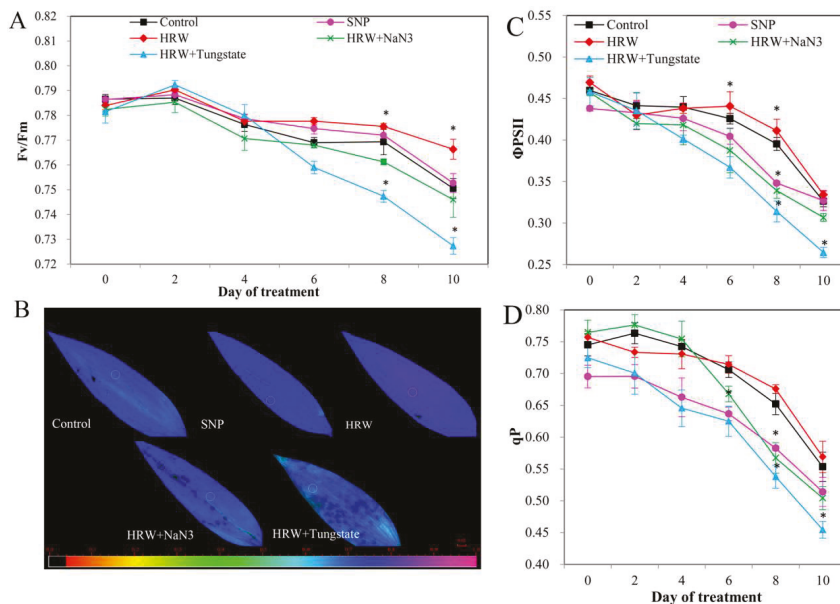 A
Control
SNP
HRW
HRW+NaN3
HRW+Tungstate
Fv/Fm
0.82
0.81
0.80
0.79
0.78
0.77
0.76
0.75
0.74
0.73
0.72
* * * *
0 2 4 6 8 10
Day of treatment
B
Control
SNP
HRW
HRW+NaN3
HRW+Tungstate
C
Control
SNP
HRW
HRW+NaN3
HRW+Tungstate
ΦPSII
0.55
0.50
0.45
0.40
0.35
0.30
0.25
* * * * *
0 2 4 6 8 10
D
qP
0.80
0.75
0.70
0.65
0.60
0.55
0.50
0.45
0.40
* * * *
0 2 4 6 8 10
Day of treatment